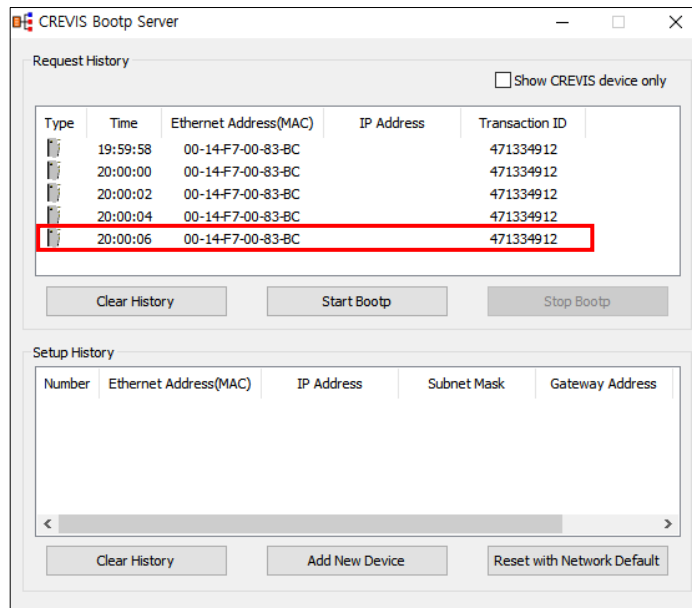 CREVIS Bootp Server
Request History
Show CREVIS device only
Type Time Ethernet Address(MAC) IP Address Transaction ID
19:59:58 00-14-F7-00-83-BC 471334912
20:00:00 00-14-F7-00-83-BC 471334912
20:00:02 00-14-F7-00-83-BC 471334912
20:00:04 00-14-F7-00-83-BC 471334912
20:00:06 00-14-F7-00-83-BC 471334912
Clear History Start Bootp Stop Bootp
Setup History
Number Ethernet Address(MAC) IP Address Subnet Mask Gateway Address
Clear History Add New Device Reset with Network Default